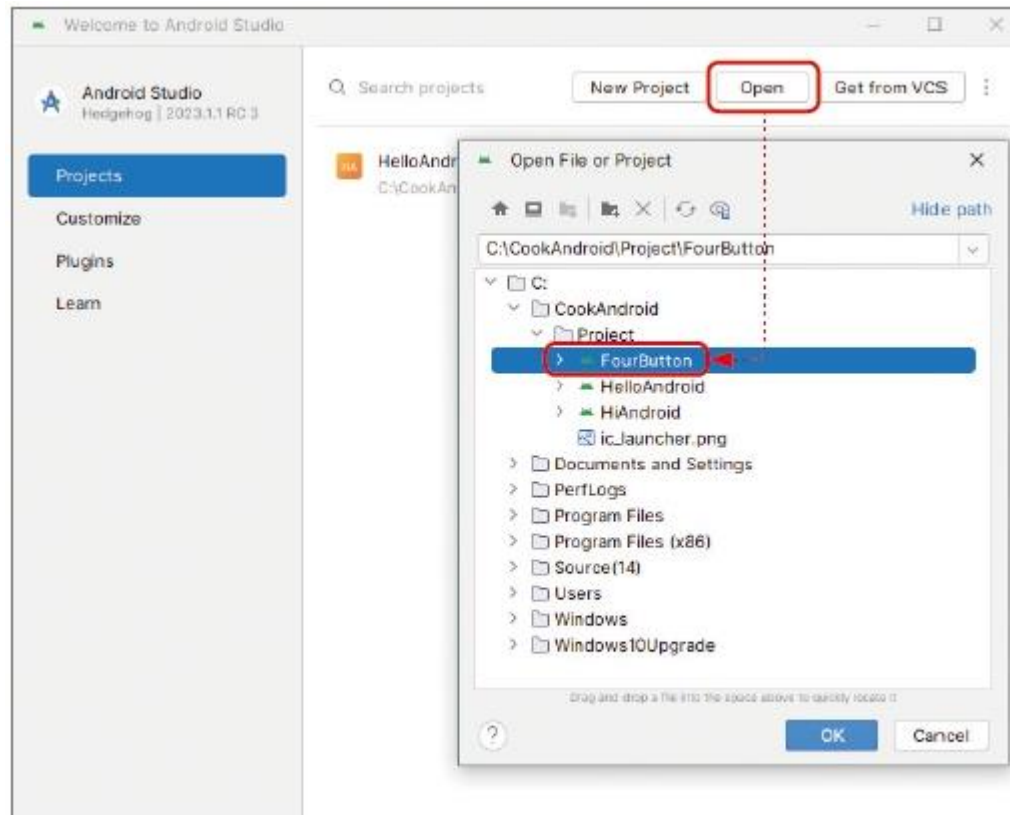 Welcome to Android Studio
Android Studio
Hedgehog | 2023.1.1 RC 3
Projects
Customize
Plugins
Learn
Search projects
New Project
Open
Get from VCS
HelloAndr
C:\CookAn
Open File or Project
Hide path
C:\CookAndroid\Project\FourButton
C:
CookAndroid
Project
FourButton
HelloAndroid
HiAndroid
ic_launcher.png
Documents and Settings
PerfLogs
Program Files
Program Files (x86)
Source(14)
Users
Windows
Windows10Upgrade
Drag and drop a file into the space above to quickly locate it
?
OK
Cancel